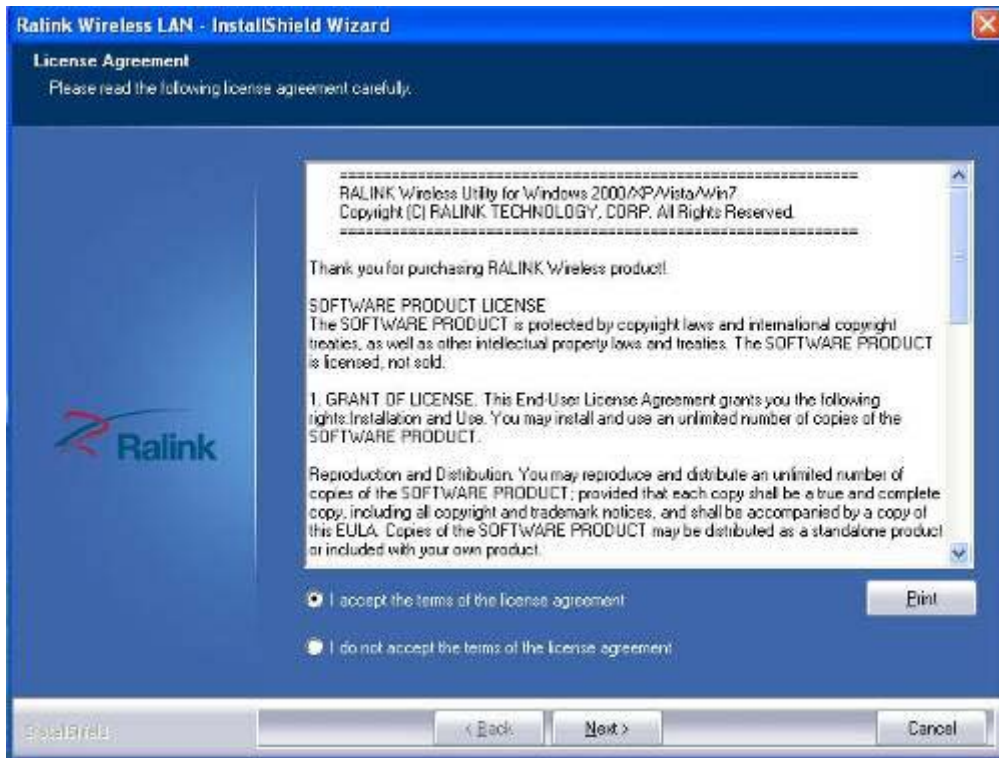 Ralink Wireless LAN - InstallShield Wizard
License Agreement
Please read the following license agreement carefully.
================================================================
RALINK Wireless Utility for Windows 2000/XP/Vista/Win7
Copyright (C) RALINK TECHNOLOGY, CORP. All Rights Reserved.
================================================================
Thank you for purchasing RALINK Wireless product!
SOFTWARE PRODUCT LICENSE
The SOFTWARE PRODUCT is protected by copyright laws and international copyright
treaties, as well as other intellectual property laws and treaties. The SOFTWARE PRODUCT
is licensed, not sold.
1. GRANT OF LICENSE. This End-User License Agreement grants you the following
rights:Installation and Use. You may install and use an unlimited number of copies of the
SOFTWARE PRODUCT.
Reproduction and Distribution. You may reproduce and distribute an unlimited number of
copies of the SOFTWARE PRODUCT; provided that each copy shall be a true and complete
copy, including all copyright and trademark notices, and shall be accompanied by a copy of
this EULA. Copies of the SOFTWARE PRODUCT may be distributed as a standalone product
or included with your own product.
Ralink
I accept the terms of the license agreement
Print
I do not accept the terms of the license agreement
InstallShield
< Back
Next >
Cancel